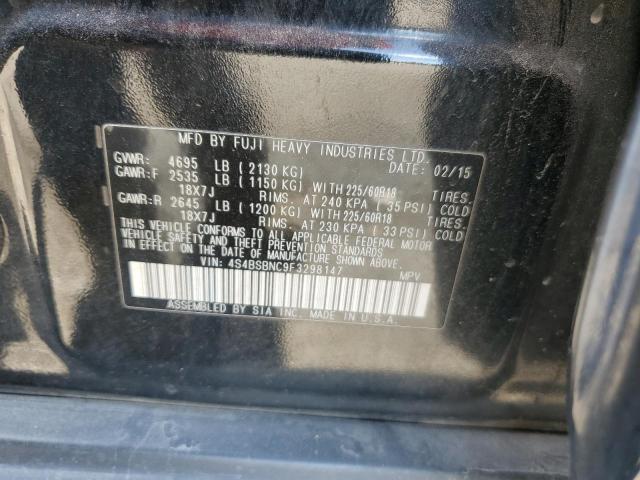 MFD BY FUJI HEAVY INDUSTRIES LTD.
GVWR: 4695 LB ( 2130 KG) DATE: 02/15
GAWR:F 2535 LB ( 1150 KG) WITH 225/60R18 TIRES.
18X7J RIMS. AT 240 KPA ( 35 PSI) COLD
GAWR:R 2645 LB ( 1200 KG) WITH 225/60R18 TIRES.
18X7J RIMS. AT 230 KPA ( 33 PSI) COLD
THIS VEHICLE CONFORMS TO ALL APPLICABLE FEDERAL MOTOR
VEHICLE SAFETY AND THEFT PREVENTION STANDARDS
IN EFFECT ON THE DATE OF MANUFACTURE SHOWN ABOVE.
VIN: 4S4BSBNC9F3298147 MPV
ASSEMBLED BY SIA INC. MADE IN U.S.A.